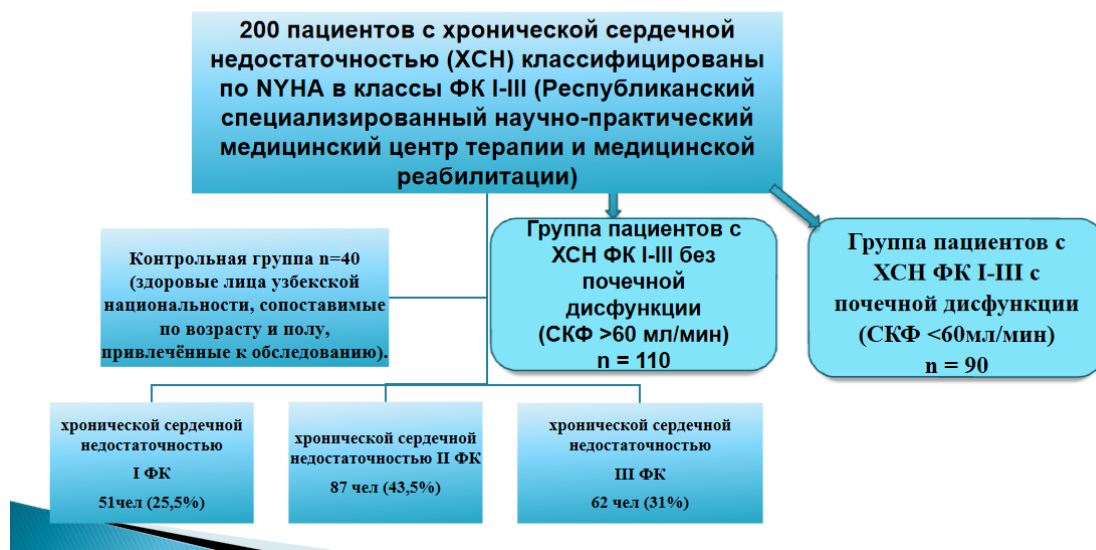 200 пациентов с хронической сердечной
недостаточностью (ХСН) классифицированы
по NYHA в классы ФК I-III (Республиканский
специализированный научно-практический
медицинский центр терапии и медицинской
реабилитации)
Контрольная группа n=40
(здоровые лица узбекской
национальности, сопоставимые
по возрасту и полу,
привлечённые к обследованию).
Группа пациентов с
ХСН ФК I-III без
почечной
дисфункции
(СКФ >60 мл/мин)
n = 110
Группа пациентов с
ХСН ФК I-III с
почечной дисфункции
(СКФ <60мл/мин)
n = 90
хронической сердечной
недостаточностью
I ФК
51чел (25,5%)
хронической сердечной
недостаточностью II ФК
87 чел (43,5%)
хронической сердечной
недостаточностью
III ФК
62 чел (31%)